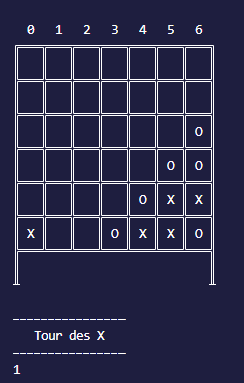 0 1 2 3 4 5 6
O
O O
O X X
X O X X O
Tour des X
1